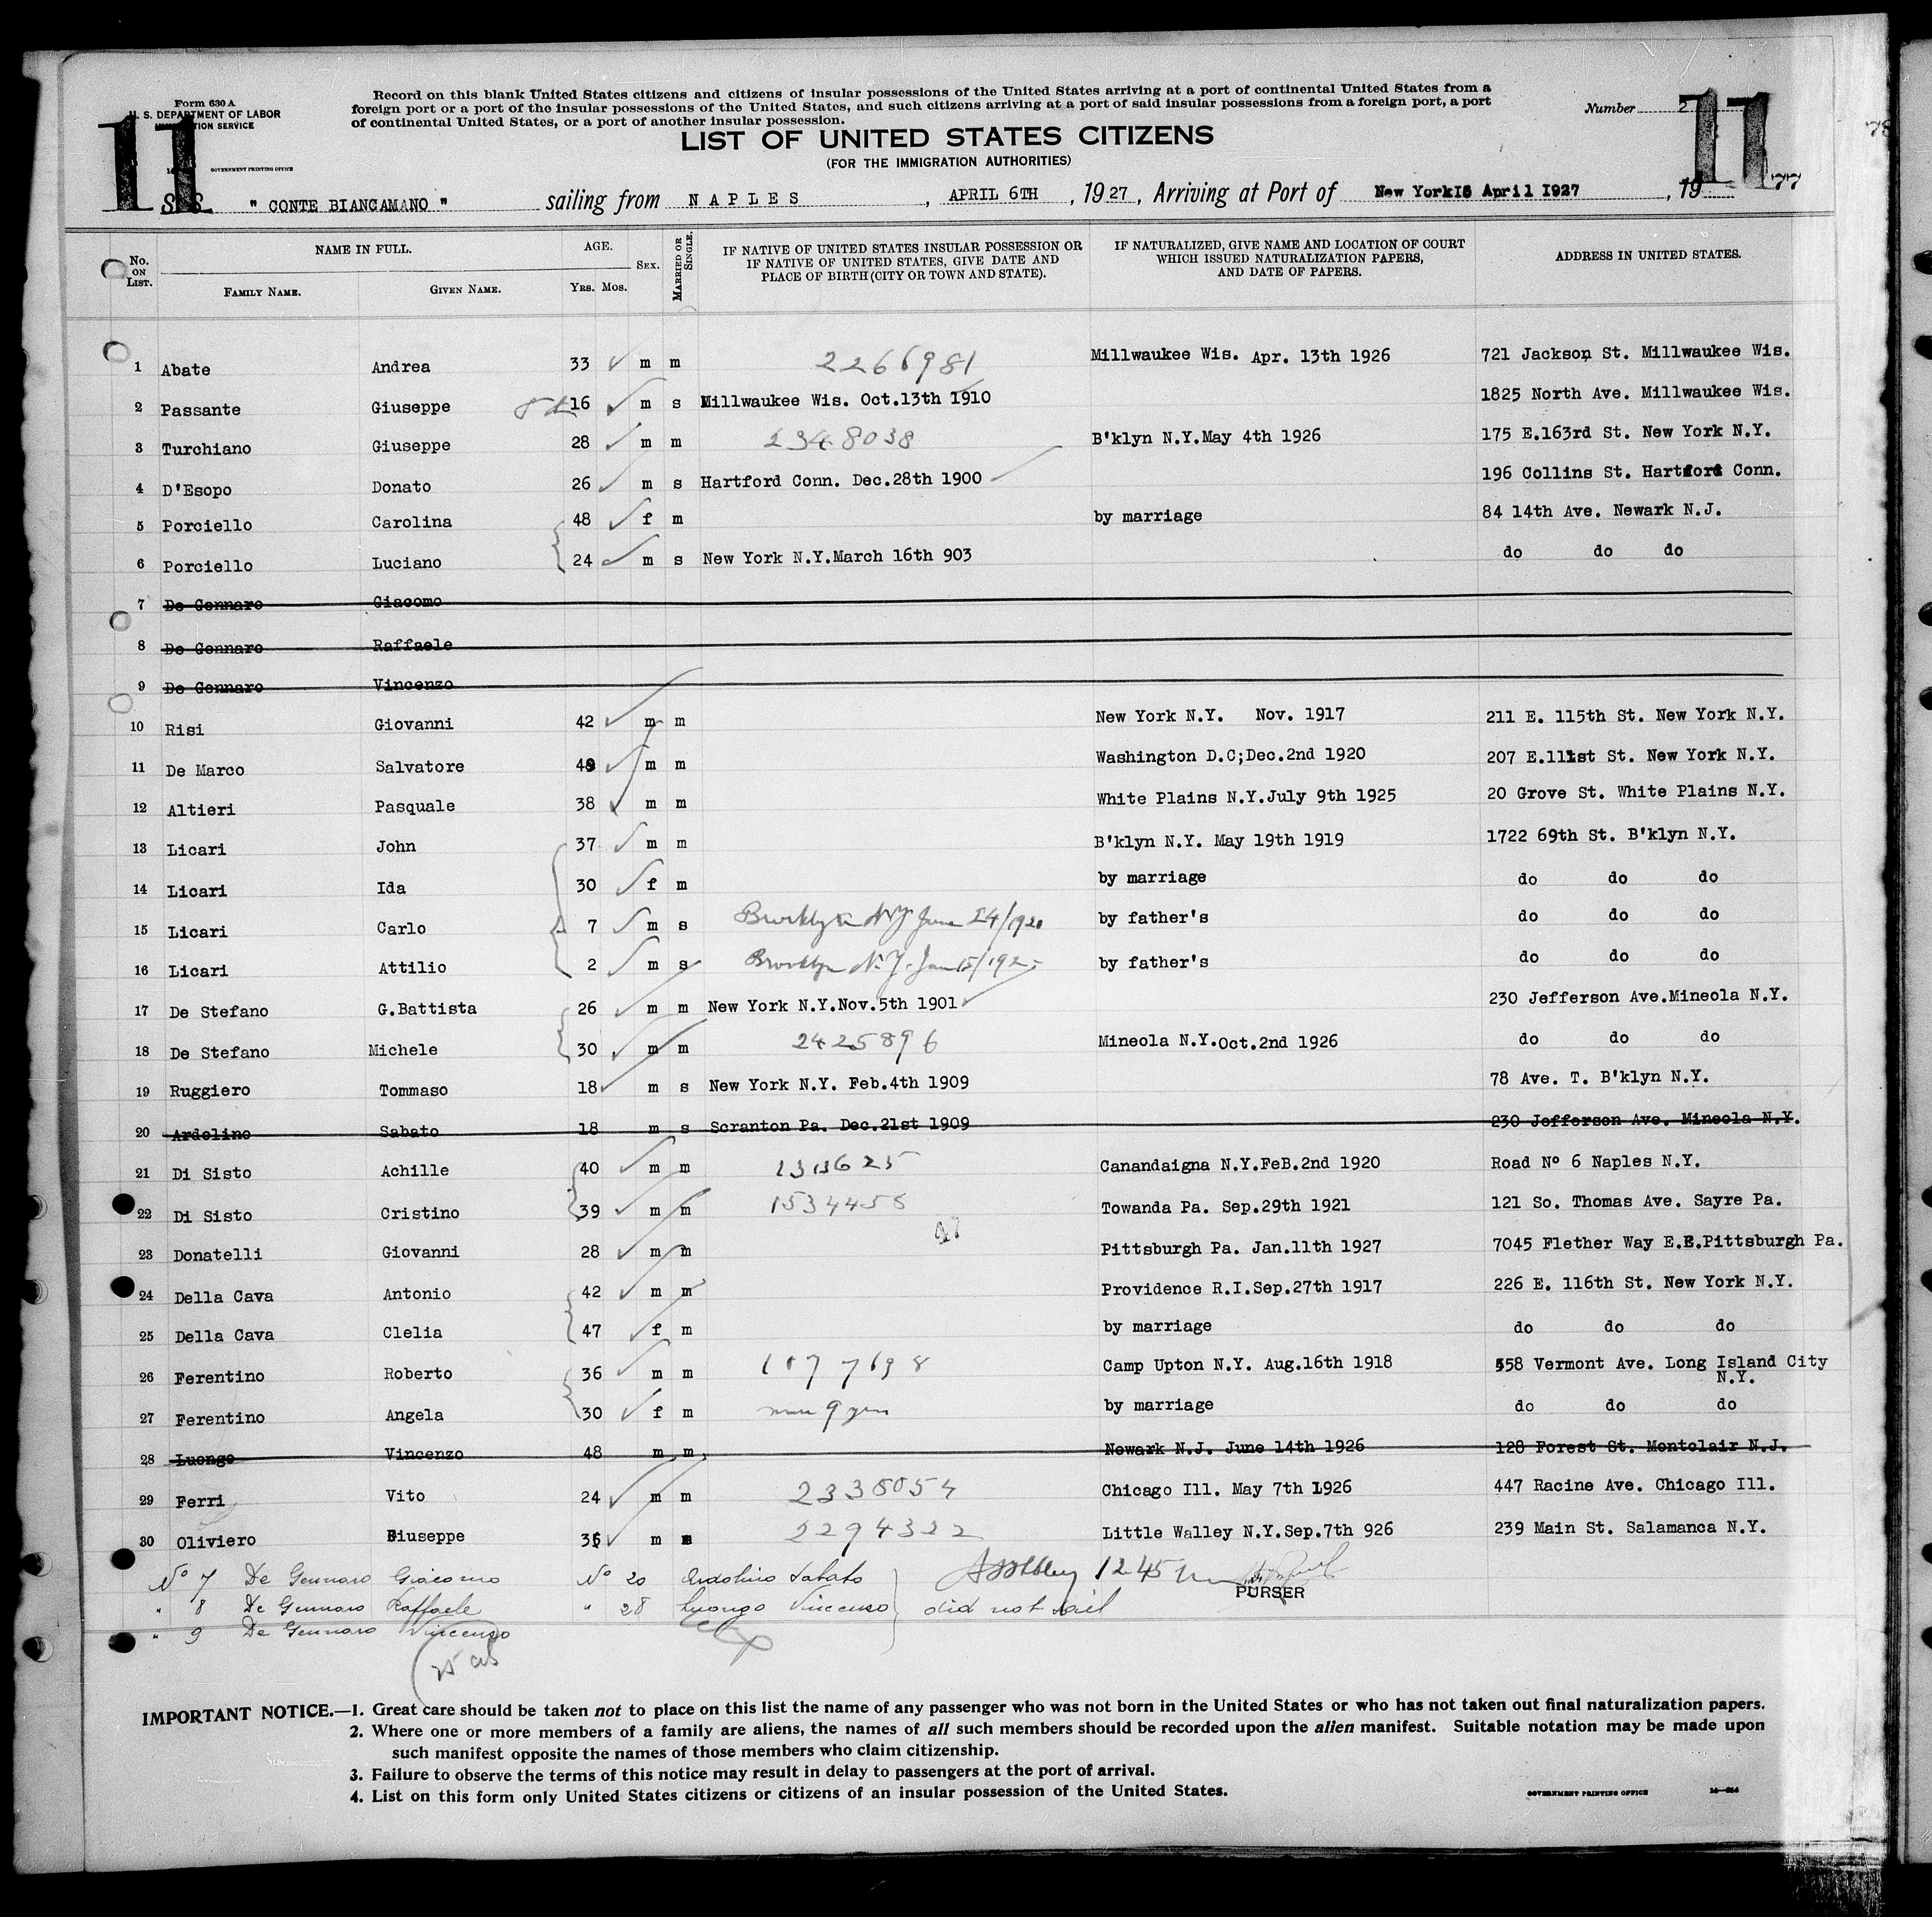 Form 630 A
U. S. DEPARTMENT OF LABOR
GOVERNMENT PRINTING OFFICE
Record on this blank United States citizens and citizens of insular possessions of the United States arriving at a port of continental United States from a
foreign port or a port of the insular possessions of the United States, and such citizens arriving at a port of said insular possessions from a foreign port, a port
of continental United States, or a port of another insular possession.
Number 2
11 11
LIST OF UNITED STATES CITIZENS
(FOR THE IMMIGRATION AUTHORITIES)
S S " CONTE BIANCAMANO " sailing from NAPLES, APRIL 6TH, 1927, Arriving at Port of New York 16 April 1927, 19 77
No. ON LIST. NAME IN FULL. AGE. SEX. MARRIED OR SINGLE. IF NATIVE OF UNITED STATES INSULAR POSSESSION OR IF NATIVE OF UNITED STATES, GIVE DATE AND PLACE OF BIRTH (CITY OR TOWN AND STATE). IF NATURALIZED, GIVE NAME AND LOCATION OF COURT WHICH ISSUED NATURALIZATION PAPERS, AND DATE OF PAPERS. ADDRESS IN UNITED STATES.
FAMILY NAME. GIVEN NAME. YRS. MOS.
1 Abate Andrea 33 m m 2266981 Millwaukee Wis. Apr. 13th 1926 721 Jackson St. Millwaukee Wis.
2 Passante Giuseppe 16 m s Millwaukee Wis. Oct.13th 1910 1825 North Ave. Millwaukee Wis.
3 Turchiano Giuseppe 28 m m 2348038 B'klyn N.Y.May 4th 1926 175 E.163rd St. New York N.Y.
4 D'Esopo Donato 26 m s Hartford Conn. Dec.28th 1900 196 Collins St. Hartford Conn.
5 Porciello Carolina 48 f m by marriage 84 14th Ave. Newark N.J.
6 Porciello Luciano 24 m s New York N.Y.March 16th 903 do do do
7 De Gennaro Giacomo
8 De Gennaro Raffaele
9 De Gennaro Vincenzo
10 Risi Giovanni 42 m m New York N.Y. Nov. 1917 211 E. 115th St. New York N.Y.
11 De Marco Salvatore 49 m m Washington D.C;Dec.2nd 1920 207 E.111st St. New York N.Y.
12 Altieri Pasquale 38 m m White Plains N.Y.July 9th 1925 20 Grove St. White Plains N.Y.
13 Licari John 37 m m B'klyn N.Y. May 19th 1919 1722 69th St. B'klyn N.Y.
14 Licari Ida 30 f m by marriage do do do
15 Licari Carlo 7 m s Brooklyn NY June 24/1920 by father's do do do
16 Licari Attilio 2 m s Brooklyn N.Y. Jan 15/192 by father's do do do
17 De Stefano G.Battista 26 m m New York N.Y.Nov.5th 1901 230 Jefferson Ave.Mineola N.Y.
18 De Stefano Michele 30 m m 2425896 Mineola N.Y.Oct.2nd 1926 do do do
19 Ruggiero Tommaso 18 m s New York N.Y. Feb.4th 1909 78 Ave. T. B'klyn N.Y.
20 Ardolino Sabato 18 m s Scranton Pa. Dec.21st 1909 230 Jefferson Ave. Mineola N.Y.
21 Di Sisto Achille 40 m m Canandaigna N.Y.FeB.2nd 1920 Road Nº 6 Naples N.Y.
22 Di Sisto Cristino 39 m m 1534458 Towanda Pa. Sep.29th 1921 121 So. Thomas Ave. Sayre Pa.
23 Donatelli Giovanni 28 m m Pittsburgh Pa. Jan.11th 1927 7045 Flether Way E.E.Pittsburgh Pa.
24 Della Cava Antonio 42 m m Providence R.I.Sep.27th 1917 226 E. 116th St. New York N.Y.
25 Della Cava Clelia 47 f m by marriage do do do
26 Ferentino Roberto 36 m m 1077698 Camp Upton N.Y. Aug.16th 1918 558 Vermont Ave. Long Island City N.Y.
27 Ferentino Angela 30 f m by marriage do do do
28 Luongo Vincenzo 48 m m Newark N.J. June 14th 1926 128 Forest St. Montclair N.J.
29 Ferri Vito 24 m m 2338054 Chicago Ill. May 7th 1926 447 Racine Ave. Chicago Ill.
30 Oliviero Giuseppe 36 m 2294322 Little Walley N.Y.Sep.7th 926 239 Main St. Salamanca N.Y.
Nº 7 De Gennaro Giacomo Nº 20 Ardolino Sabato 12.45
PURSER
" 8 De Gennaro Raffaele " 28 Luongo Vincenzo did not sail
" 9 De Gennaro Vincenzo
IMPORTANT NOTICE.—1. Great care should be taken not to place on this list the name of any passenger who was not born in the United States or who has not taken out final naturalization papers.
2. Where one or more members of a family are aliens, the names of all such members should be recorded upon the alien manifest. Suitable notation may be made upon
such manifest opposite the names of those members who claim citizenship.
3. Failure to observe the terms of this notice may result in delay to passengers at the port of arrival.
4. List on this form only United States citizens or citizens of an insular possession of the United States.
GOVERNMENT PRINTING OFFICE